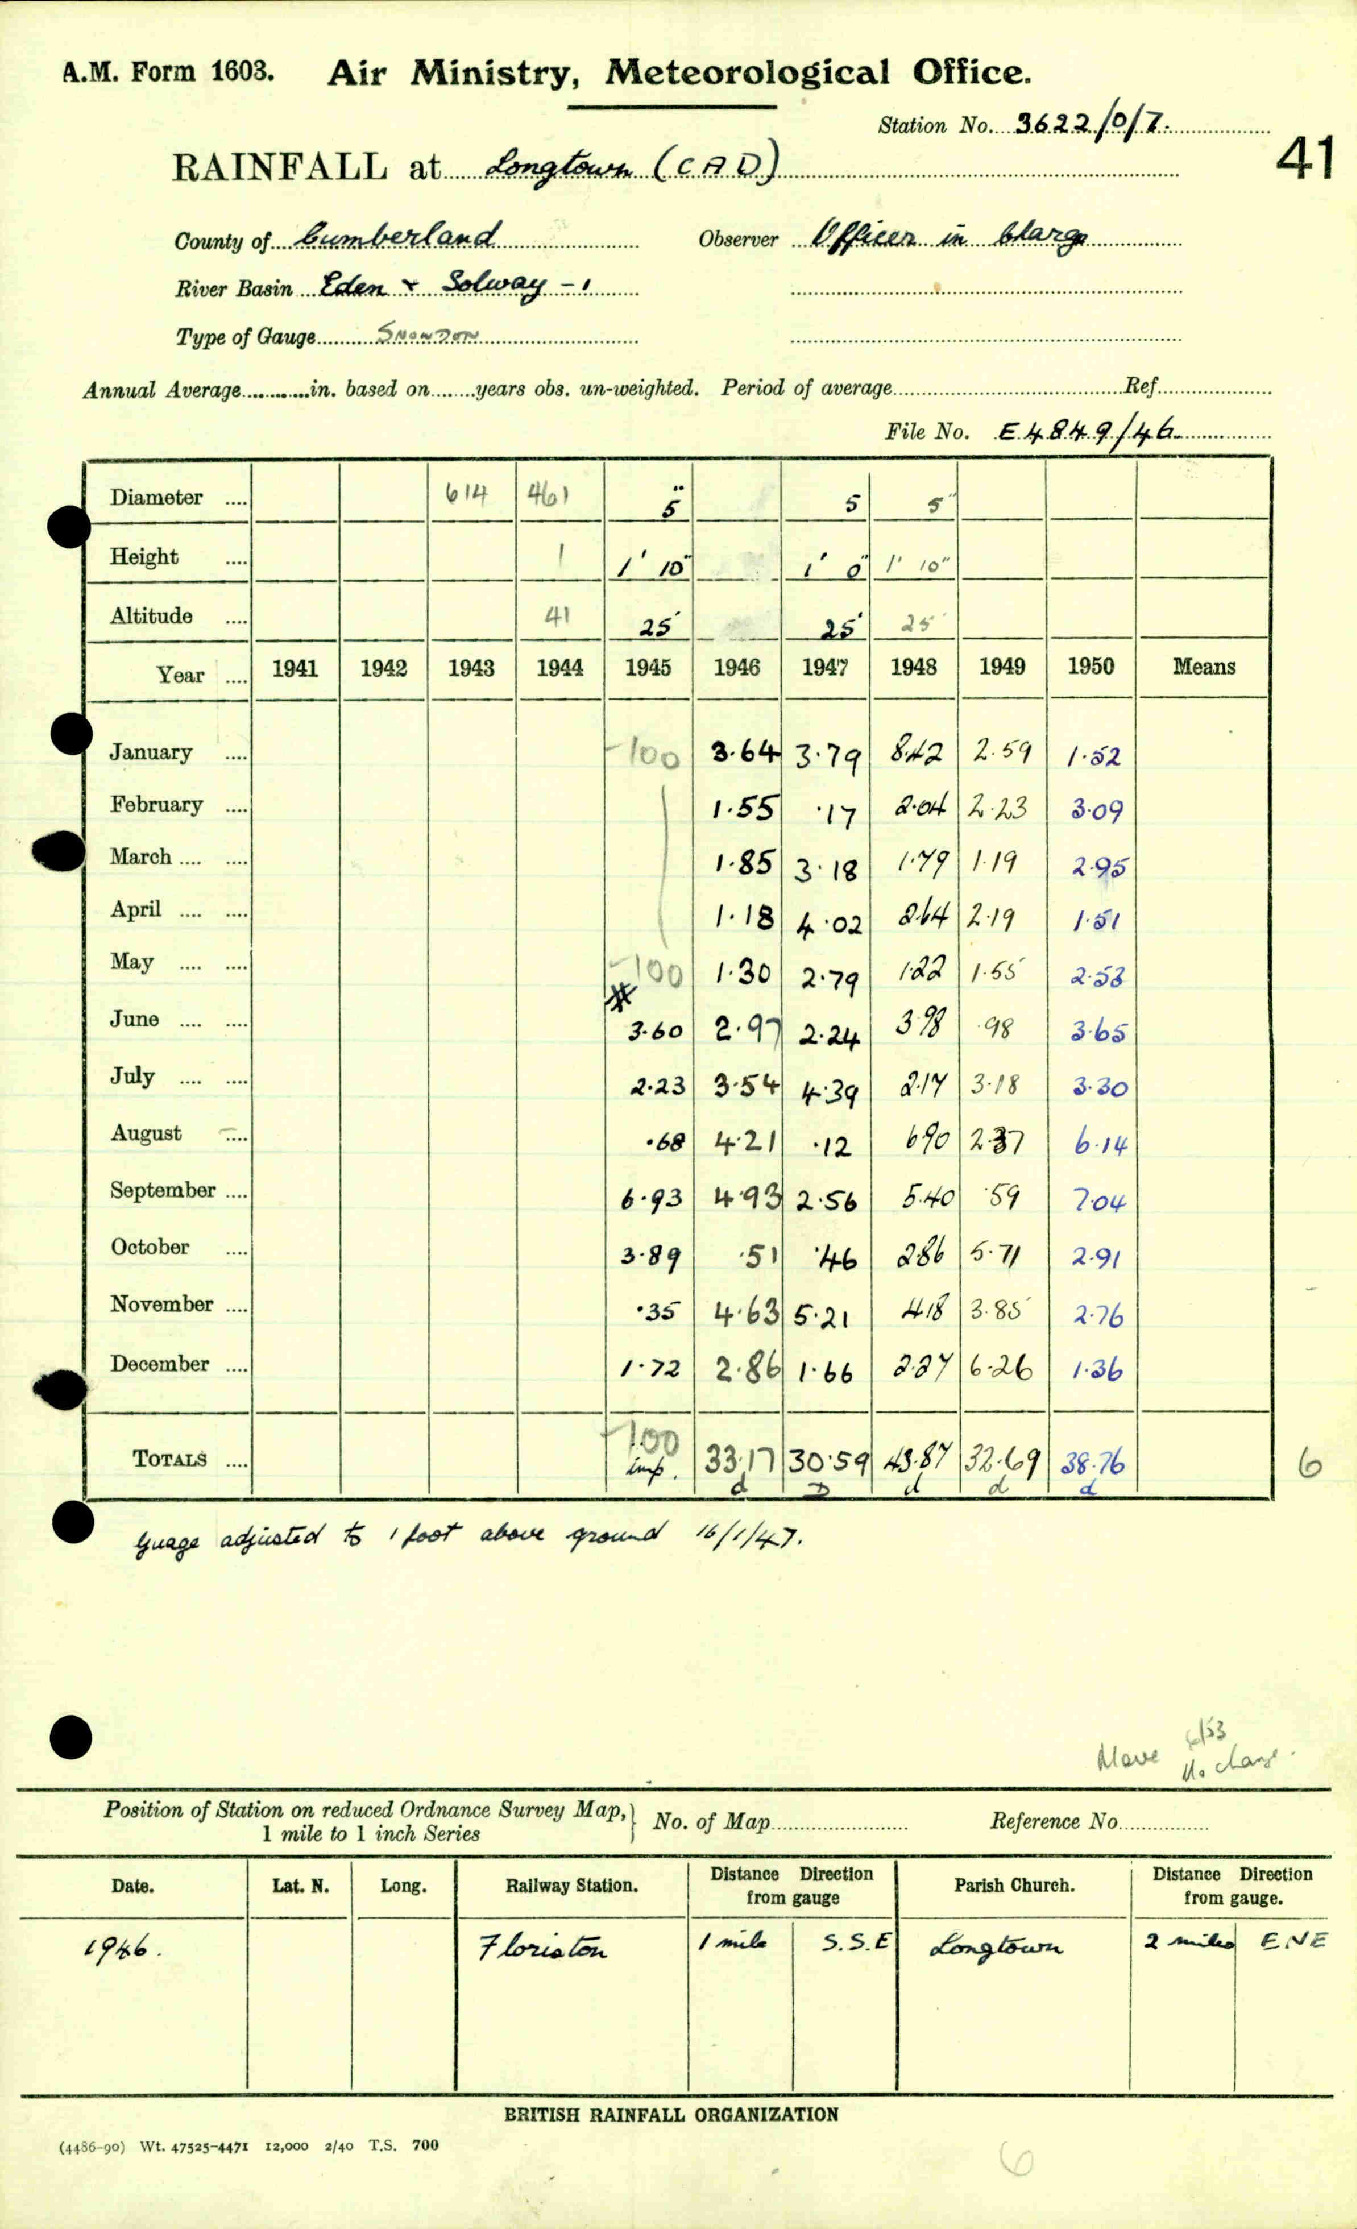 A.M. Form 1603. Air Ministry, Meteorological Office.
Station No. 3622/0/7.
41
RAINFALL at Longtown (C A D)
County of Cumberland Observer Officer in Charge
River Basin Eden + Solway - 1
Type of Gauge SNOWDON
Annual Average in. based on years obs. un-weighted. Period of average Ref
File No. E4849/46
Diameter .... 614 461 5" 5 5"
Height .... 1 1' 10" 1' 0" 1' 10"
Altitude .... 41 25' 25' 25'
Year .... 1941 1942 1943 1944 1945 1946 1947 1948 1949 1950 Means
January .... -100 3.64 3.79 8.42 2.59 1.52
February .... 1.55 .17 2.04 2.23 3.09
March .... .... 1.85 3.18 1.79 1.19 2.95
April .... .... 1.18 4.02 2.64 2.19 1.51
May .... .... -100 1.30 2.79 1.22 1.55 2.53
June .... .... 3.60 2.97 2.24 3.98 .98 3.65
July .... .... 2.23 3.54 4.39 2.17 3.18 3.30
August .... .68 4.21 .12 6.90 2.37 6.14
September .... 6.93 4.93 2.56 5.40 .59 7.04
October .... 3.89 .51 .46 2.86 5.71 2.91
November .... .35 4.63 5.21 4.18 3.85 2.76
December .... 1.72 2.86 1.66 2.27 6.26 1.36
TOTALS .... -100 imp. 33.17 30.59 43.87 32.69 38.76 6
d D d d d
Guage adjusted to 1 foot above ground 16/1/47.
6/53
Move No change.
Position of Station on reduced Ordnance Survey Map, } No. of Map Reference No.
1 mile to 1 inch Series
Date. Lat. N. Long. Railway Station. Distance Direction from gauge Parish Church. Distance Direction from gauge.
1946. Floriston 1 mile S.S.E Longtown 2 miles ENE
BRITISH RAINFALL ORGANIZATION
(4486-90) Wt. 47525-4471 12,000 2/40 T.S. 700
6